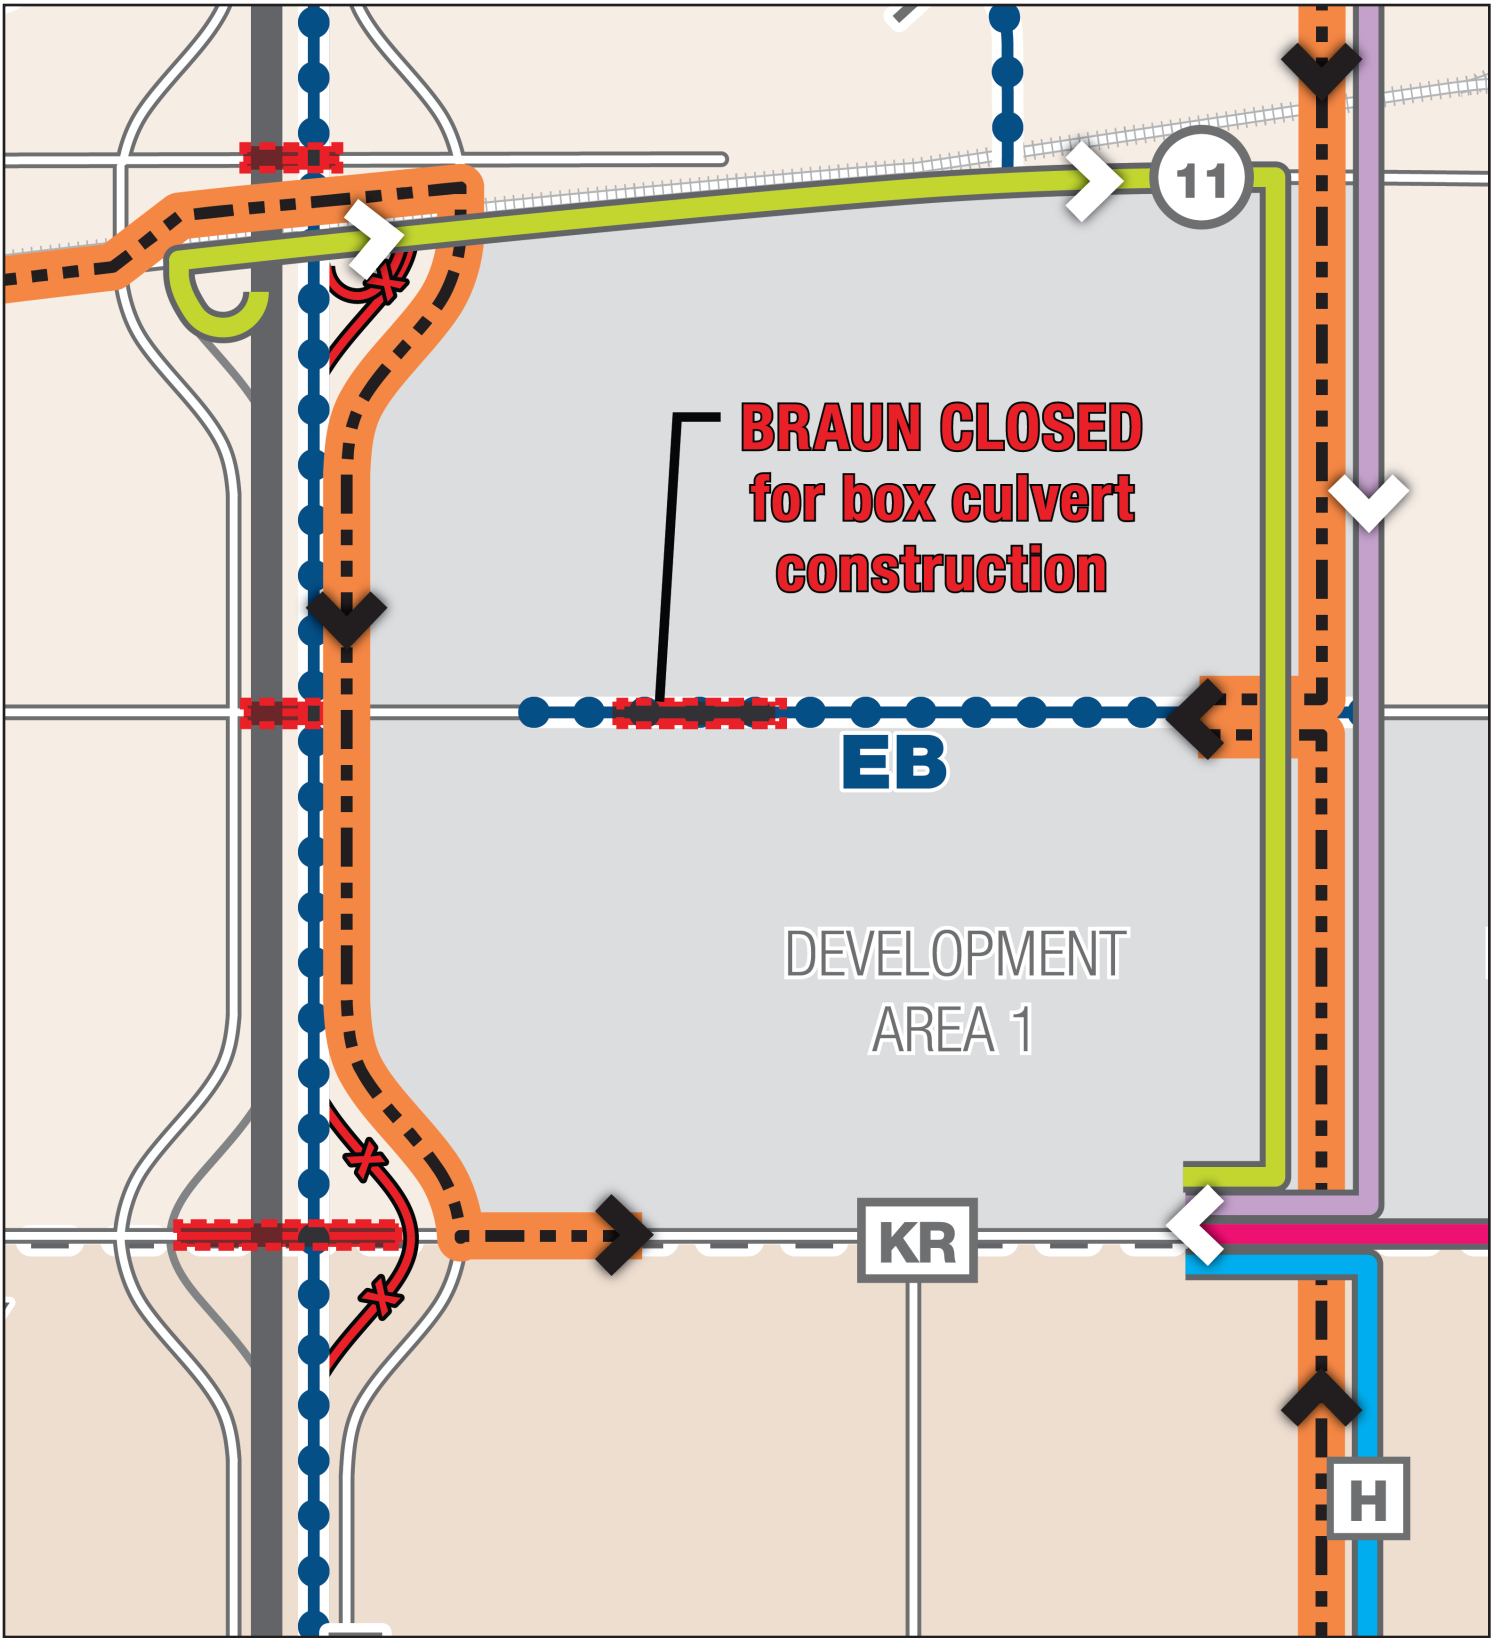 11
BRAUN CLOSED
for box culvert
construction
EB
DEVELOPMENT
AREA 1
KR
H